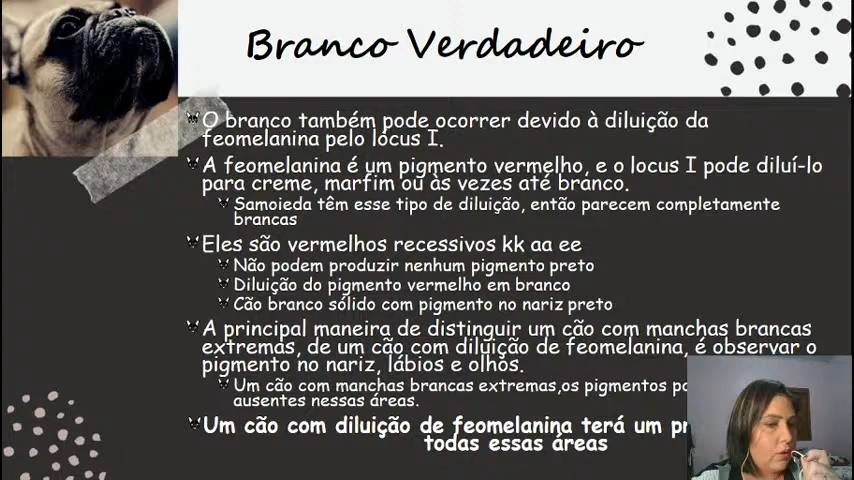 Branco Verdadeiro
O branco também pode ocorrer devido à diluição da
feomelanina pelo lócus I.
A feomelanina é um pigmento vermelho, e o locus I pode diluí-lo
para creme, marfim ou às vezes até branco.
Samoieda têm esse tipo de diluição, então parecem completamente
brancas
Eles são vermelhos recessivos kk aa ee
Não podem produzir nenhum pigmento preto
Diluição do pigmento vermelho em branco
Cão branco sólido com pigmento no nariz preto
A principal maneira de distinguir um cão com manchas brancas
extremas, de um cão com diluição de feomelanina, é observar o
pigmento no nariz, lábios e olhos.
Um cão com manchas brancas extremas,os pigmentos
ausentes nessas áreas.
Um cão com diluição de feomelanina terá um
todas essas áreas